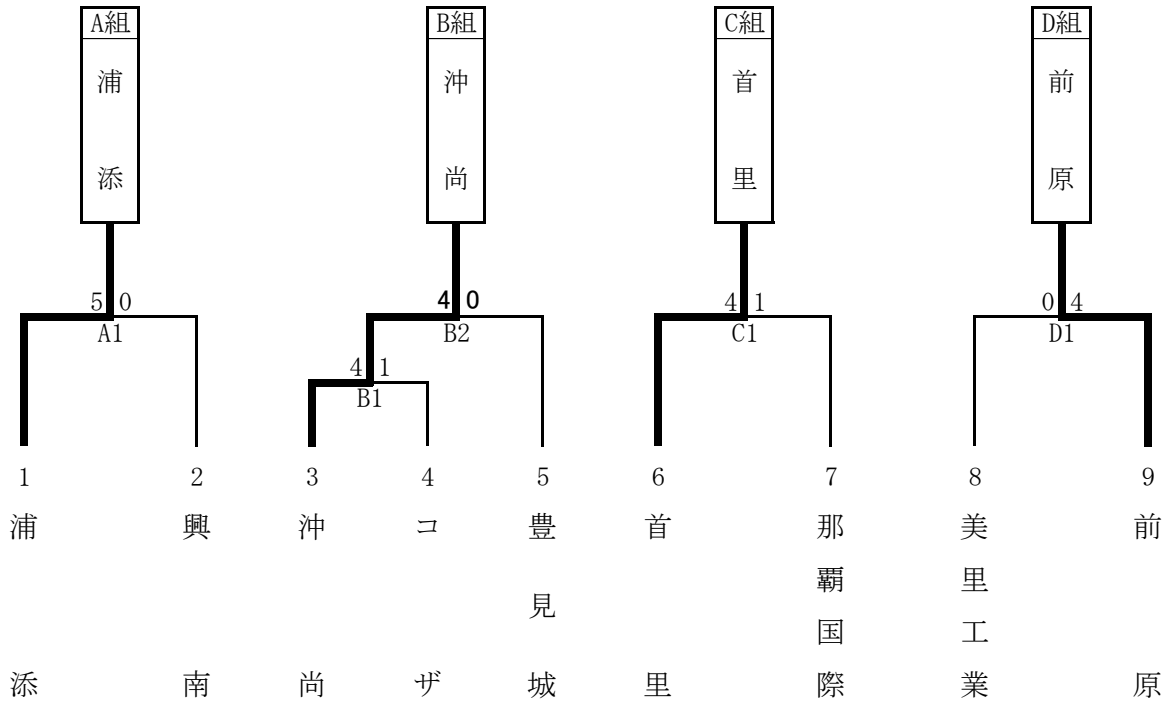 A組 B組 C組 D組
浦添 沖尚 首里 前原
5 0 4 0 4 1 0 4
A1 B2 C1 D1
4 1
B1
1 2 3 4 5 6 7 8 9
浦添 興南 沖尚 コザ 豊見城 首里 那覇国際 美里工業 前原